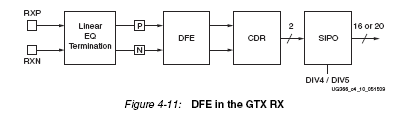 RXP
RXN
Linear
EQ
Termination
P
N
DFE
CDR
2
SIPO
16 or 20
DIV4 / DIV5
UG366_c4_10_051509
Figure 4-11: DFE in the GTX RX